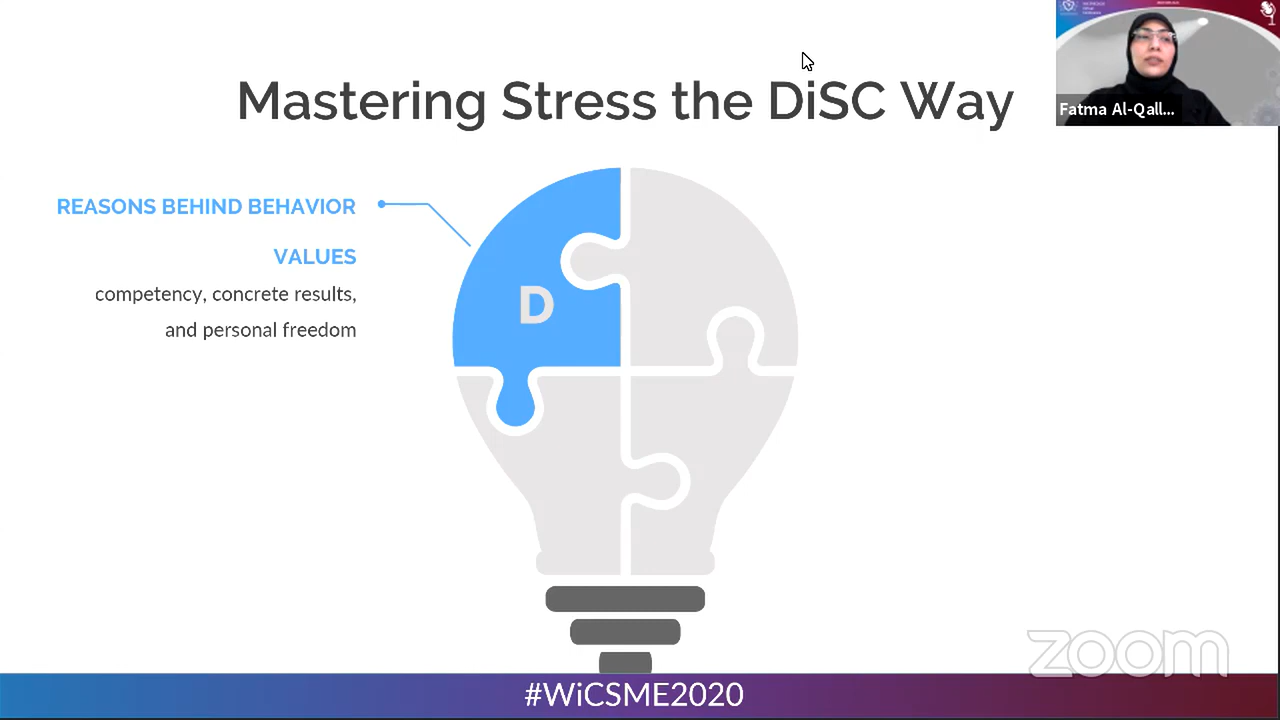 Mastering Stress the DiSC Way
Fatma Al-Qall...
REASONS BEHIND BEHAVIOR
VALUES
competency, concrete results,
and personal freedom
D
zoom
#WiCSME2020